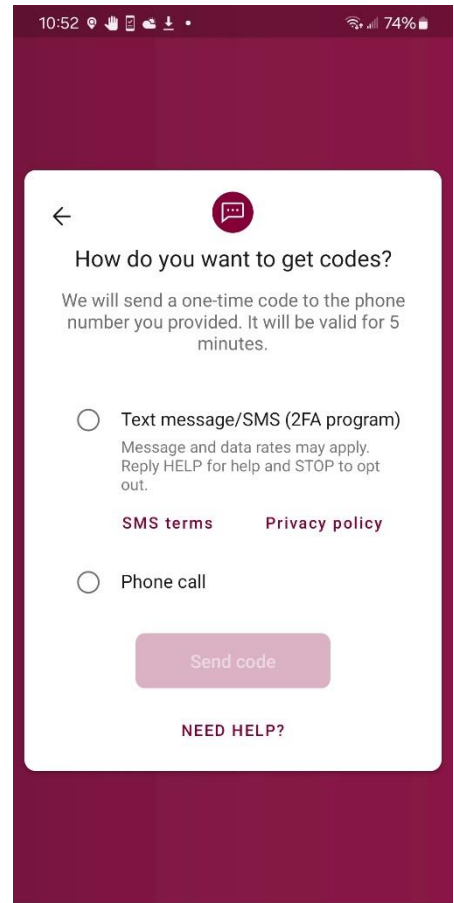 10:52 74%
How do you want to get codes?
We will send a one-time code to the phone
number you provided. It will be valid for 5
minutes.
Text message/SMS (2FA program)
Message and data rates may apply.
Reply HELP for help and STOP to opt
out.
SMS terms Privacy policy
Phone call
Send code
NEED HELP?